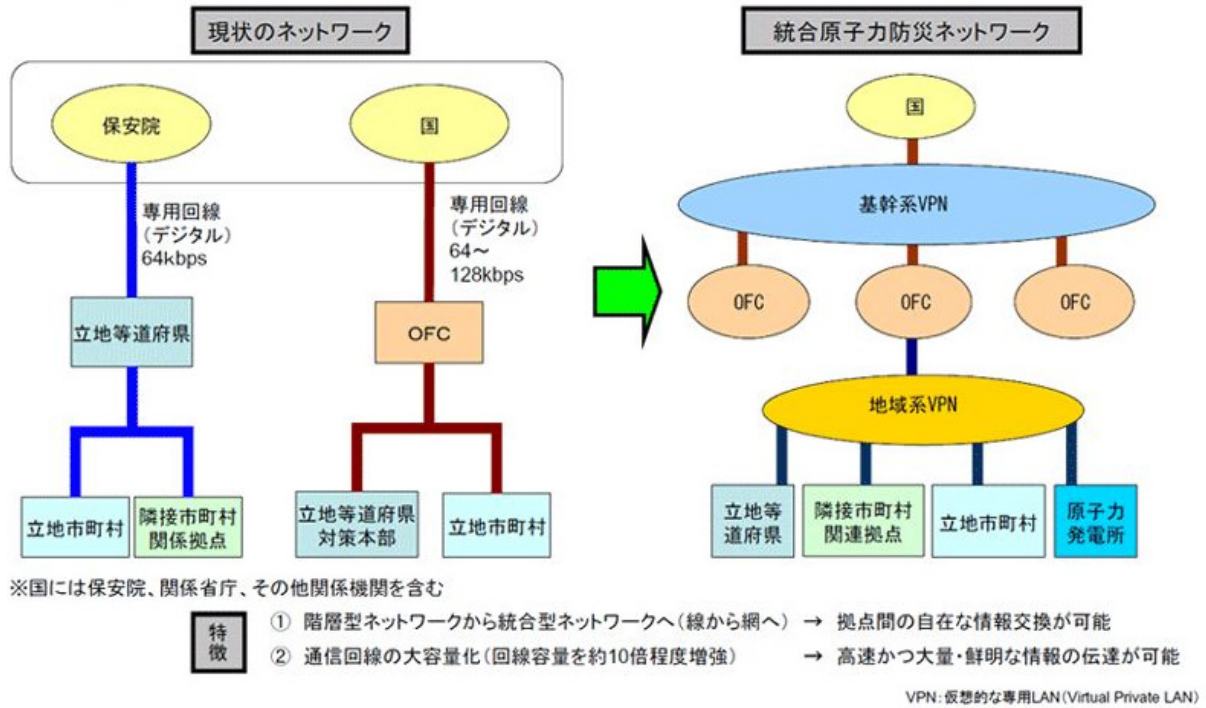 現状のネットワーク
保安院
国
専用回線
(デジタル)
64kbps
専用回線
(デジタル)
64～
128kbps
立地等道府県
OFC
立地市町村
隣接市町村
関係拠点
立地等道府県
対策本部
立地市町村
統合原子力防災ネットワーク
国
基幹系VPN
OFC
OFC
OFC
地域系VPN
立地等
道府県
隣接市町村
関連拠点
立地市町村
原子力
発電所
※国には保安院、関係省庁、その他関係機関を含む
特
徴
① 階層型ネットワークから統合型ネットワークへ(線から網へ) → 拠点間の自在な情報交換が可能
② 通信回線の大容量化(回線容量を約10倍程度増強) → 高速かつ大量・鮮明な情報の伝達が可能
VPN:仮想的な専用LAN(Virtual Private LAN)